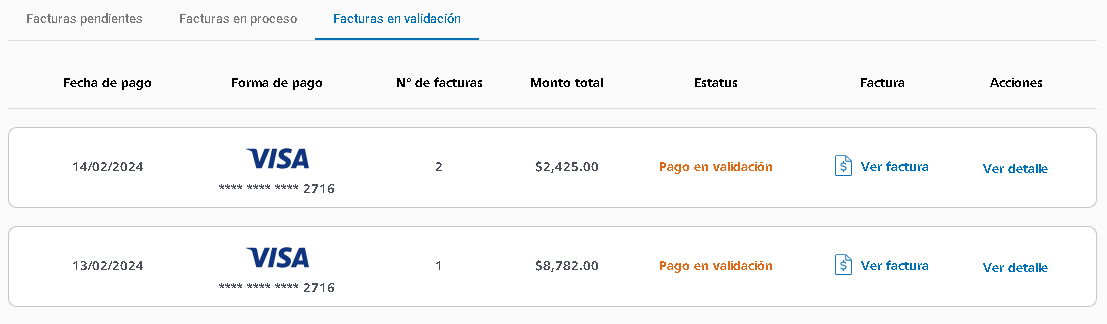 Facturas pendientes Facturas en proceso Facturas en validación
Fecha de pago Forma de pago N° de facturas Monto total Estatus Factura Acciones
VISA
14/02/2024 2 $2,425.00 Pago en validación $ Ver factura Ver detalle
**** **** **** 2716
VISA
13/02/2024 1 $8,782.00 Pago en validación $ Ver factura Ver detalle
**** **** **** 2716